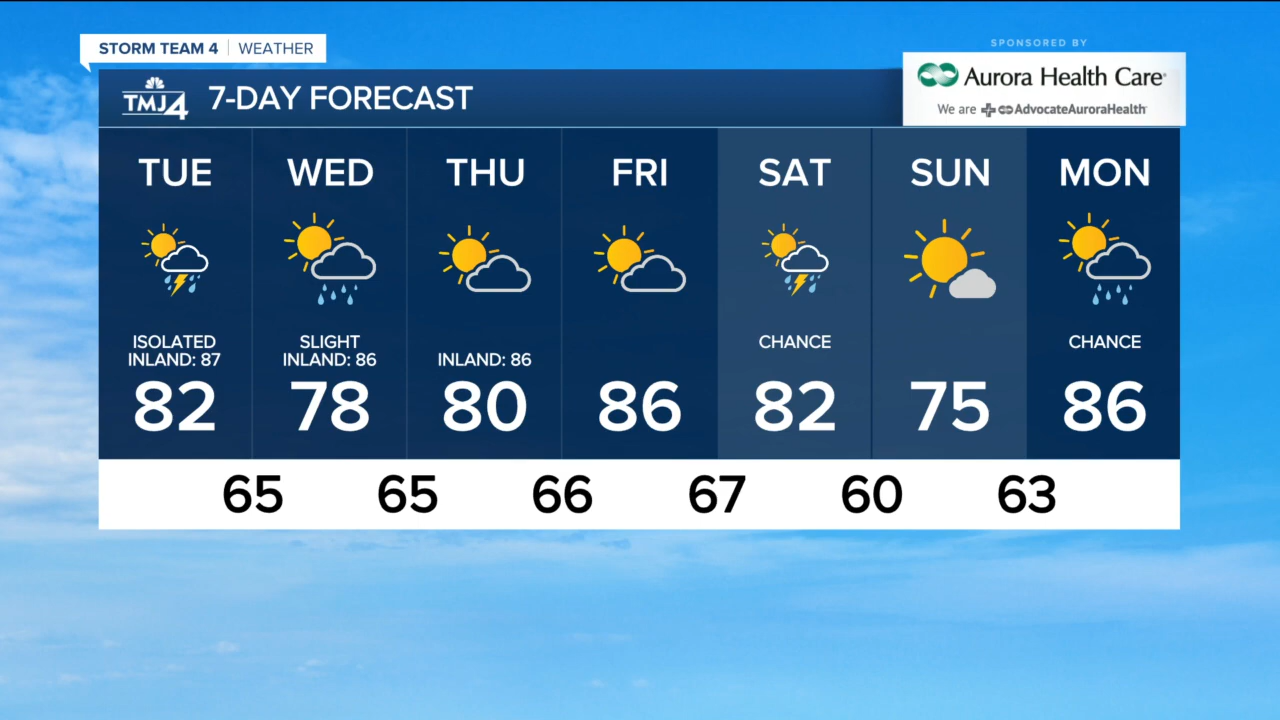 STORM TEAM 4 | WEATHER
SPONSORED BY
Aurora Health Care®
We are AdvocateAuroraHealth™
TMJ4 7-DAY FORECAST
TUE WED THU FRI SAT SUN MON
ISOLATED SLIGHT CHANCE CHANCE
INLAND: 87 INLAND: 86 INLAND: 86
82 78 80 86 82 75 86
65 65 66 67 60 63